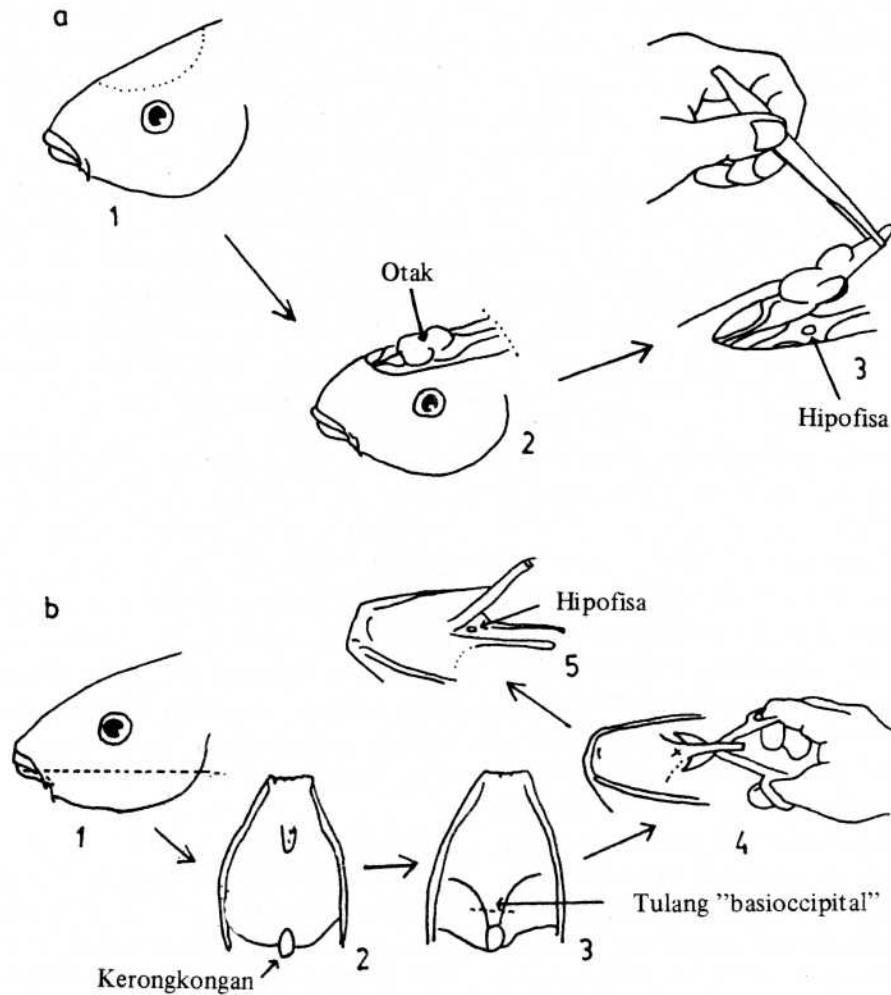 a
1
Otak
2
3
Hipofisa
b
Hipofisa
5
1
4
Tulang "basioccipital"
2
3
Kerongkongan